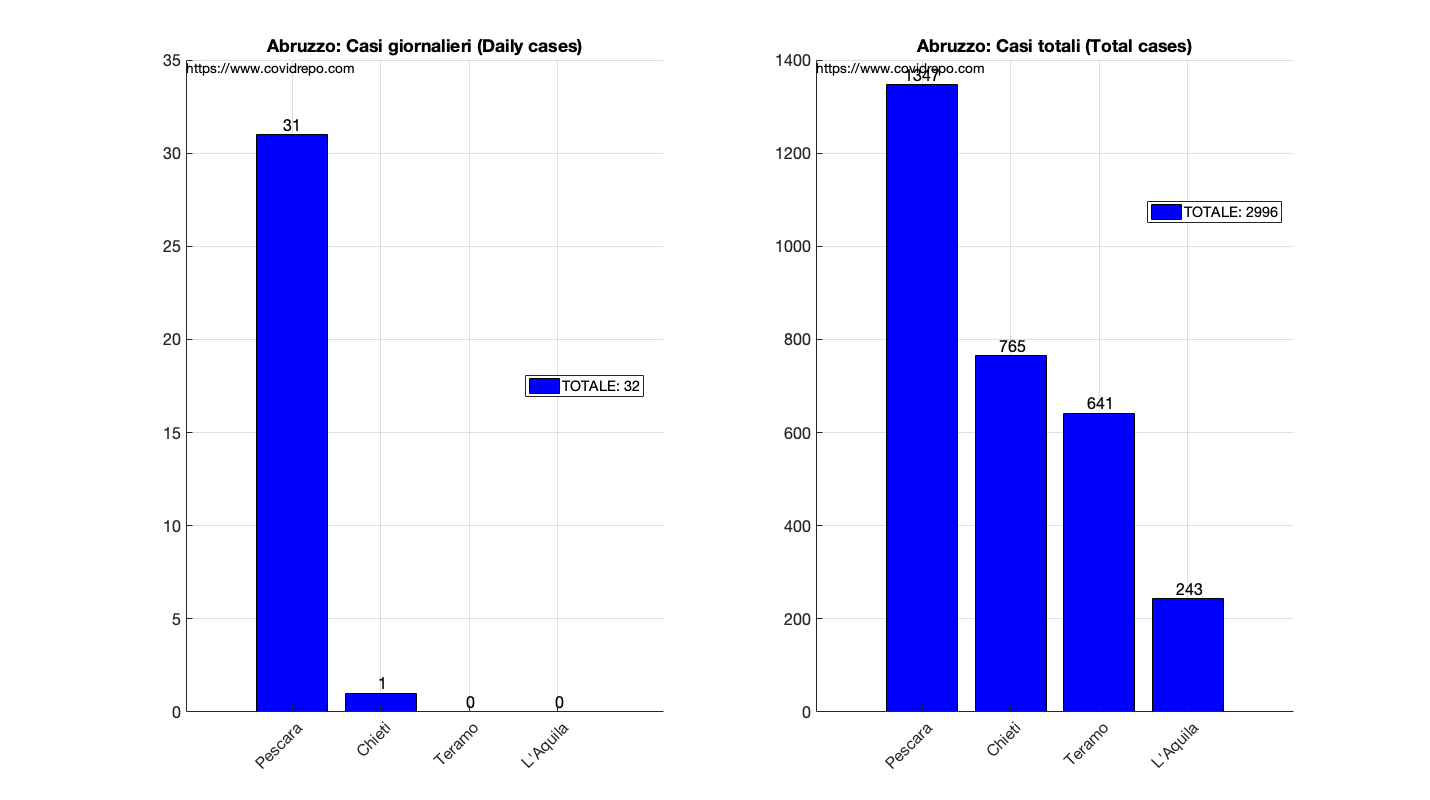 Abruzzo: Casi giornalieri (Daily cases)
https://www.covidrepo.com
35
30
25
20
15
10
5
0
31
1
0
0
TOTALE: 32
Pescara
Chieti
Teramo
L'Aquila
Abruzzo: Casi totali (Total cases)
https://www.covidrepo.com
1400
1200
1000
800
600
400
200
0
1347
765
641
243
TOTALE: 2996
Pescara
Chieti
Teramo
L'Aquila